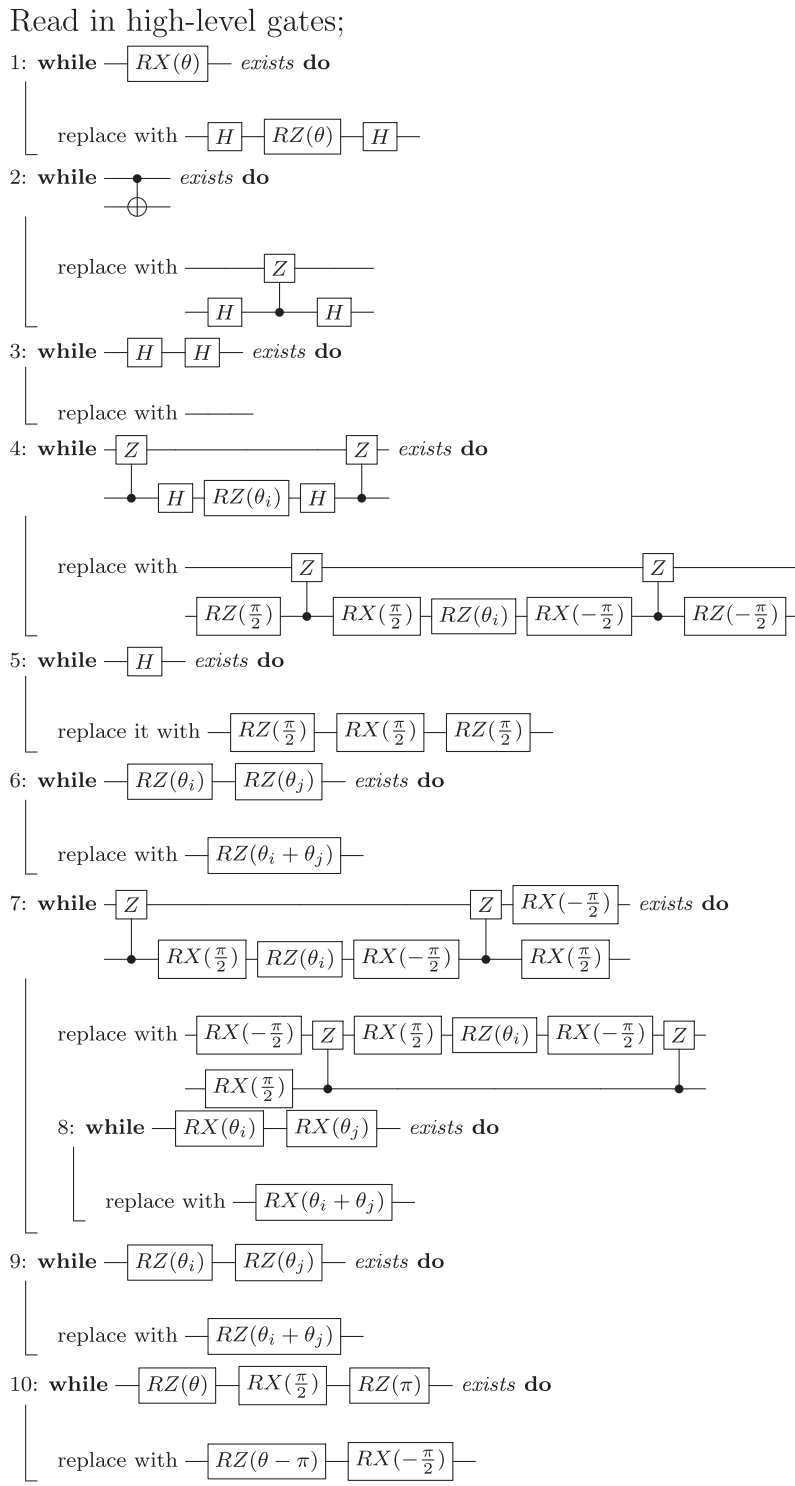 Read in high-level gates;
1: while RX(θ) exists do
replace with H RZ(θ) H
2: while exists do
replace with Z
H H
3: while H H exists do
replace with
4: while Z Z exists do
H RZ(θᵢ) H
replace with Z Z
RZ(π/2) RX(π/2) RZ(θᵢ) RX(−π/2) RZ(−π/2)
5: while H exists do
replace it with RZ(π/2) RX(π/2) RZ(π/2)
6: while RZ(θᵢ) RZ(θⱼ) exists do
replace with RZ(θᵢ + θⱼ)
7: while Z Z RX(−π/2) exists do
RX(π/2) RZ(θᵢ) RX(−π/2) RX(π/2)
replace with RX(−π/2) Z RX(π/2) RZ(θᵢ) RX(−π/2) Z
RX(π/2)
8: while RX(θᵢ) RX(θⱼ) exists do
replace with RX(θᵢ + θⱼ)
9: while RZ(θᵢ) RZ(θⱼ) exists do
replace with RZ(θᵢ + θⱼ)
10: while RZ(θ) RX(π/2) RZ(π) exists do
replace with RZ(θ − π) RX(−π/2)